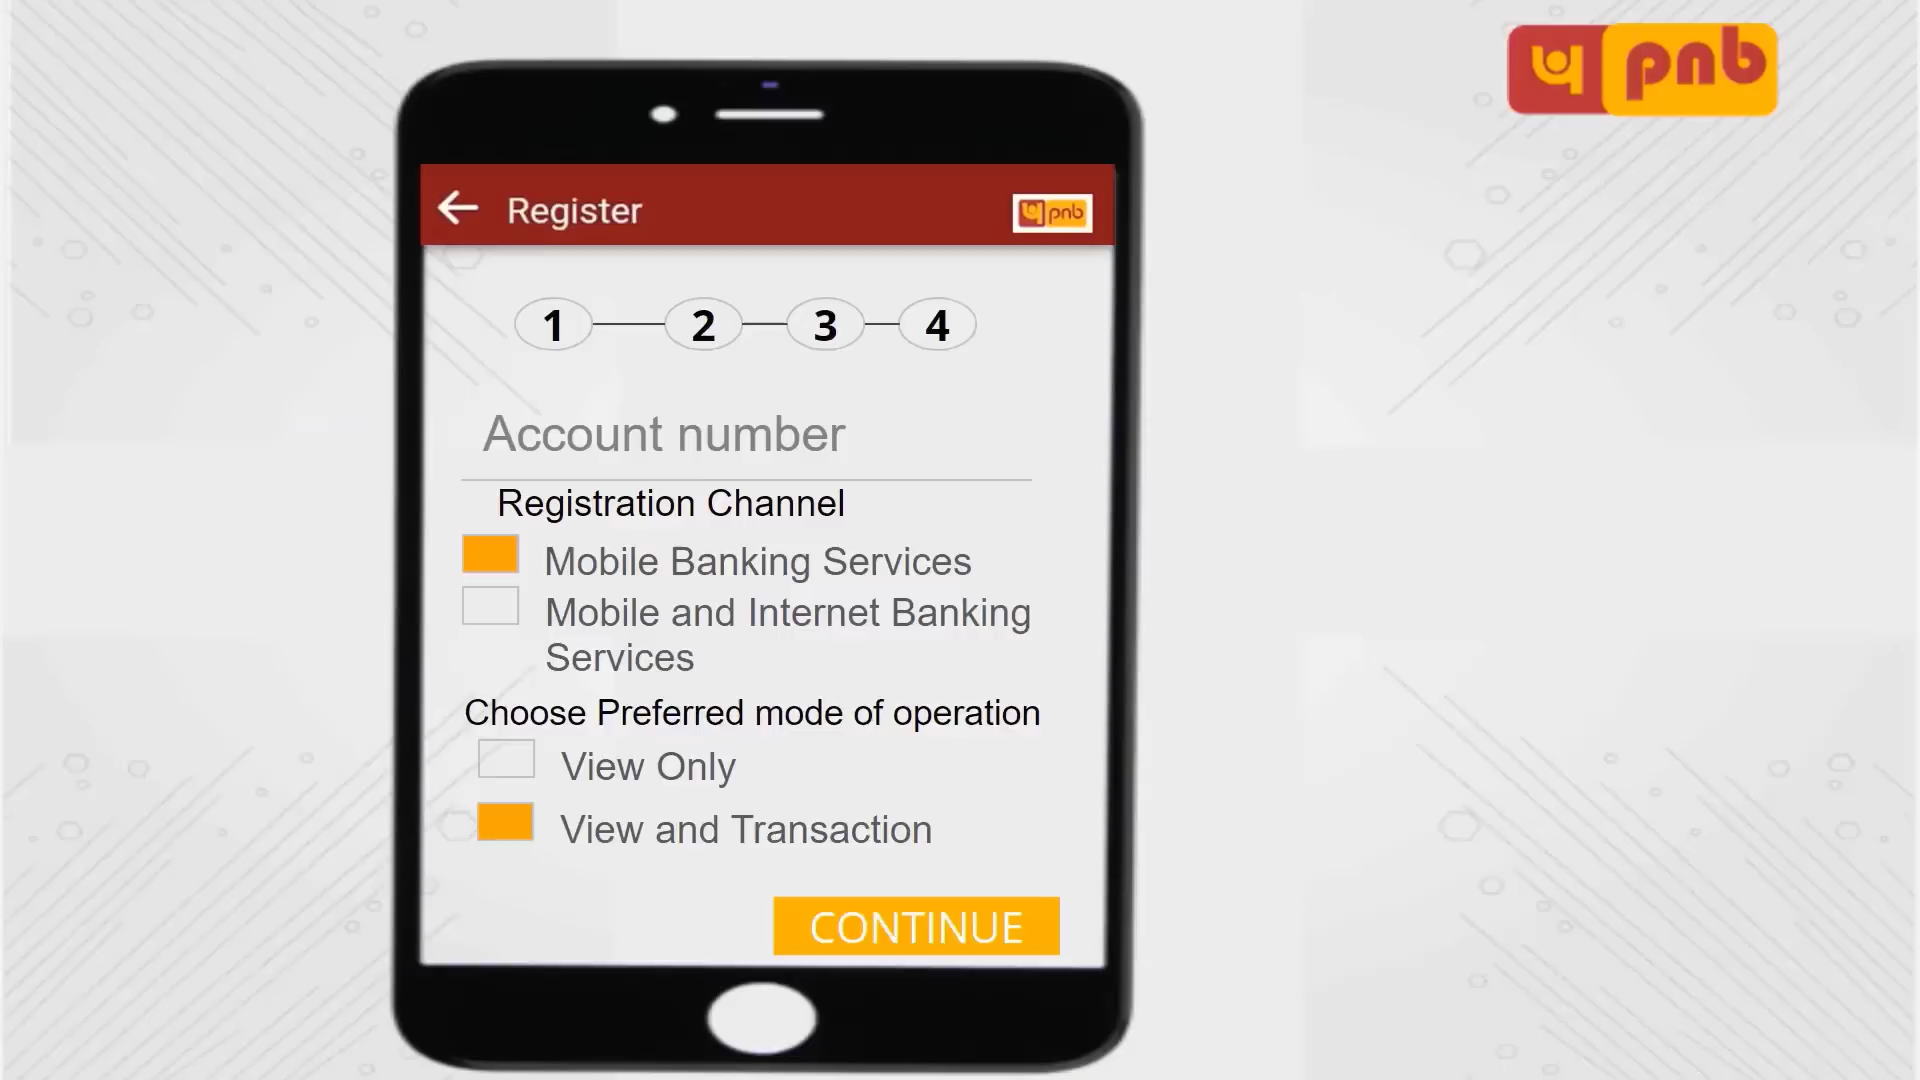 प pnb
Register
प pnb
1 2 3 4
Account number
Registration Channel
Mobile Banking Services
Mobile and Internet Banking
Services
Choose Preferred mode of operation
View Only
View and Transaction
CONTINUE